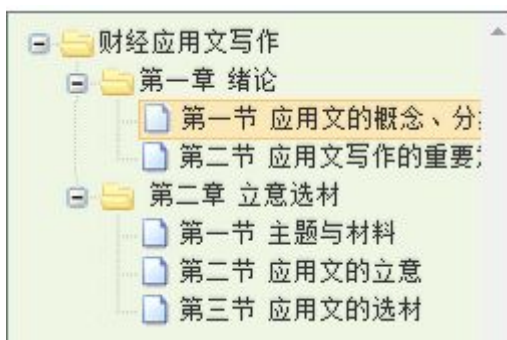 财经应用文写作
第一章 绪论
第一节 应用文的概念、分
第二节 应用文写作的重要
第二章 立意选材
第一节 主题与材料
第二节 应用文的立意
第三节 应用文的选材